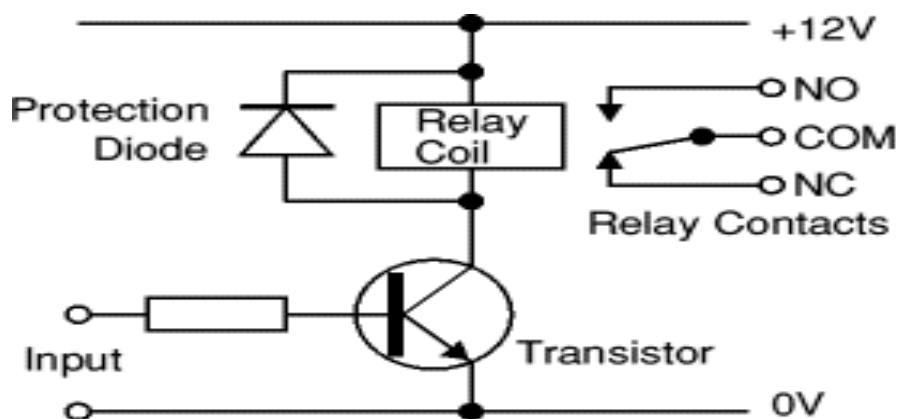 +12V
Protection
Diode
Relay
Coil
NO
COM
NC
Relay Contacts
Input
Transistor
0V